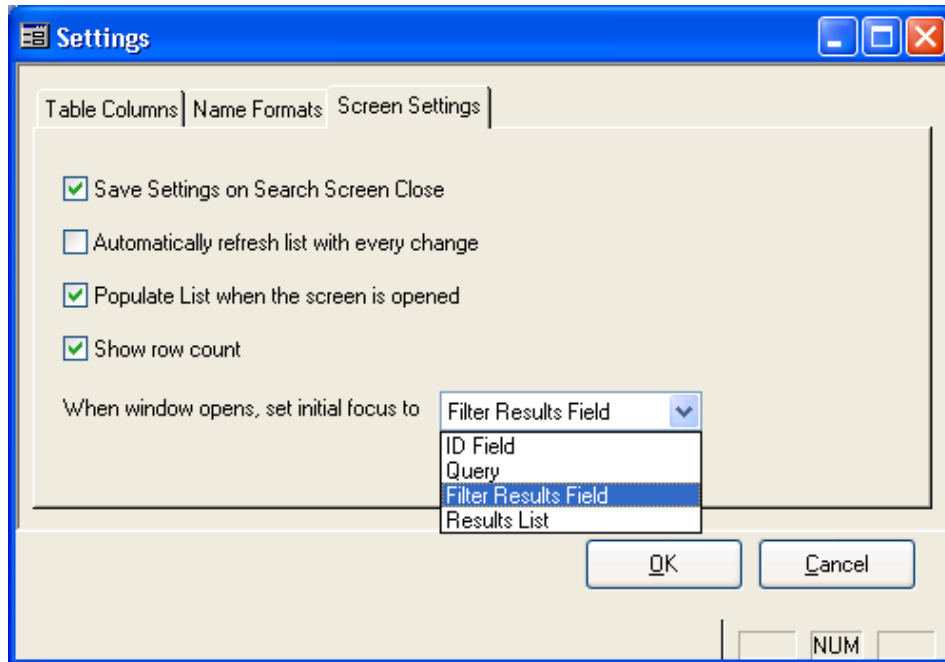 Settings
Table Columns Name Formats Screen Settings
Save Settings on Search Screen Close
Automatically refresh list with every change
Populate List when the screen is opened
Show row count
When window opens, set initial focus to Filter Results Field
ID Field
Query
Filter Results Field
Results List
OK Cancel
NUM